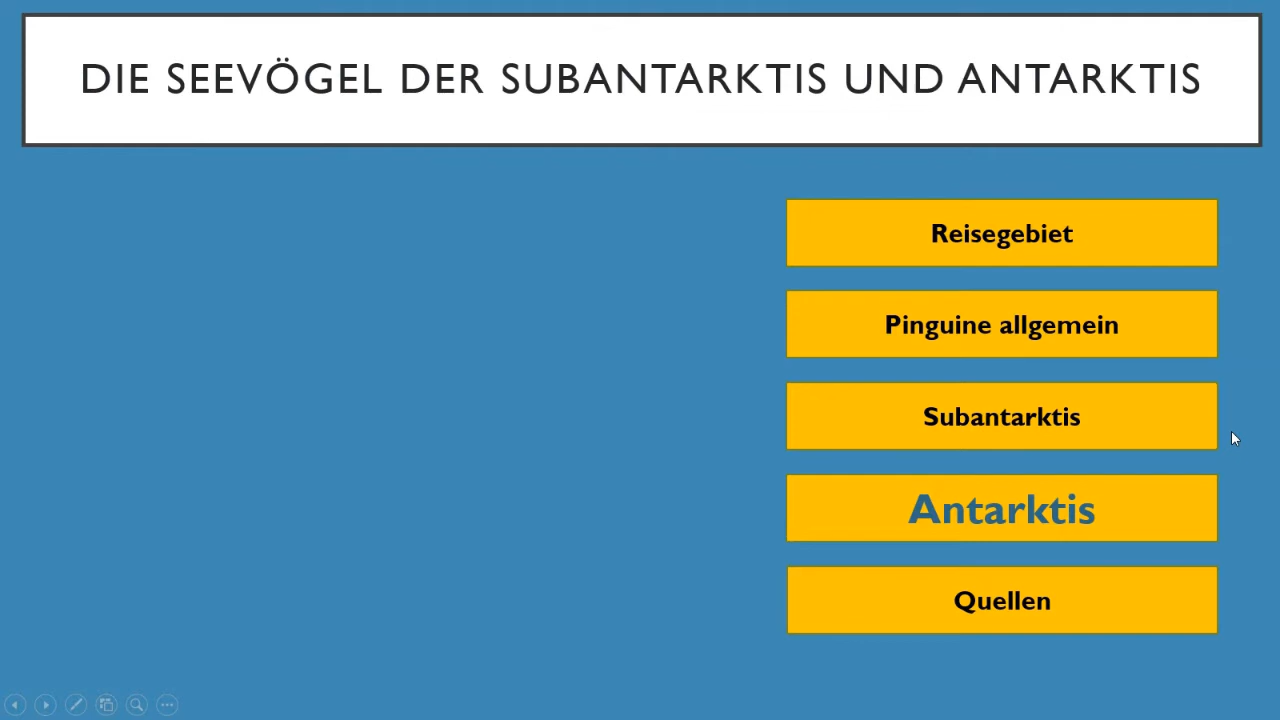 DIE SEEVÖGEL DER SUBANTARKTIS UND ANTARKTIS
Reisegebiet
Pinguine allgemein
Subantarktis
Antarktis
Quellen